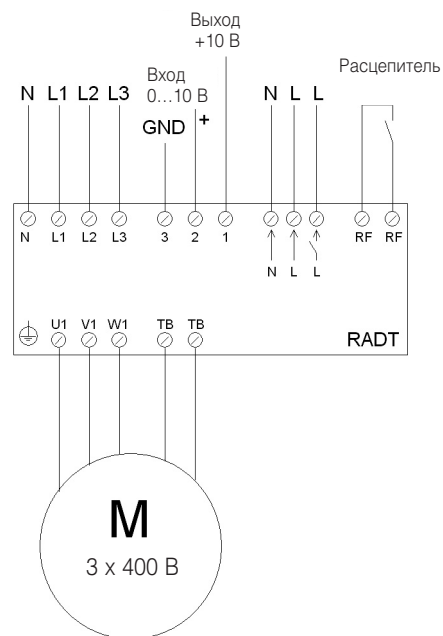 Выход
+10 В
Расцепитель
Вход
0...10 В
N L1 L2 L3
GND +
N L L
N L1 L2 L3 3 2 1 RF RF
N L L
U1 V1 W1 TB TB
RADT
M
3 x 400 В